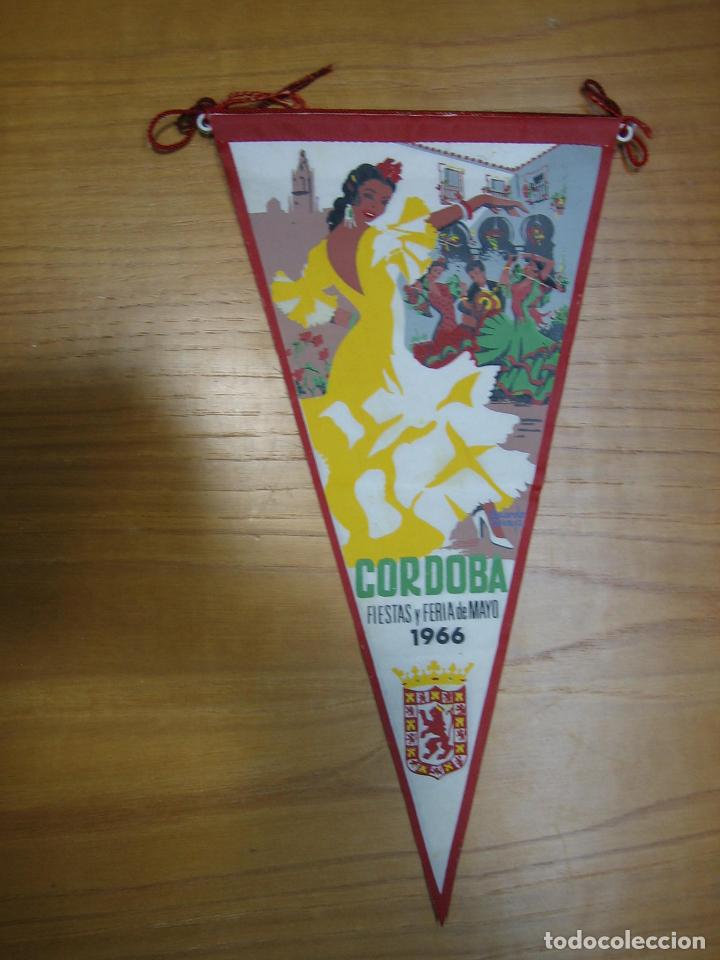 CORDOBA
FIESTAS y FERIA de MAYO
1966
todocoleccion